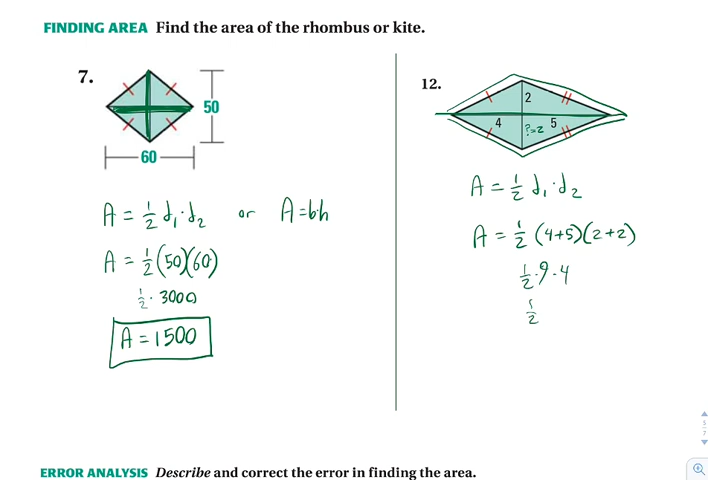 FINDING AREA Find the area of the rhombus or kite.
7.
50
60
A = 1/2 d₁·d₂ or A=b·h
A = 1/2 (50)(60)
1/2 · 3000
A = 1500
12.
2
4
5
?=2
A = 1/2 d₁·d₂
A = 1/2 (4+5)(2+2)
1/2 · 9 · 4
1/2
5
7
ERROR ANALYSIS Describe and correct the error in finding the area.